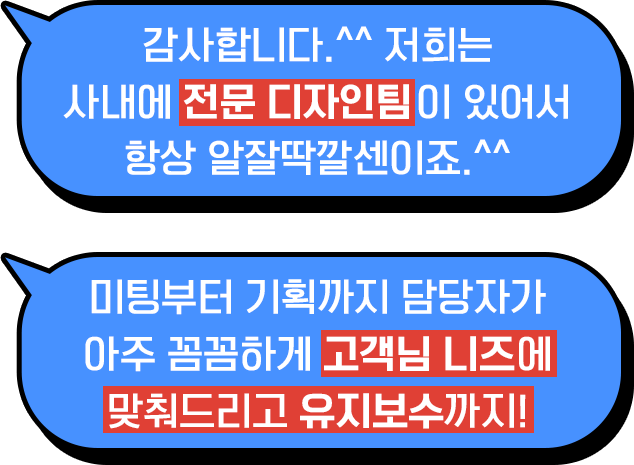 감사합니다.^^ 저희는
사내에 전문 디자인팀이 있어서
항상 알잘딱깔센이죠.^^
미팅부터 기획까지 담당자가
아주 꼼꼼하게 고객님 니즈에
맞춰드리고 유지보수까지!